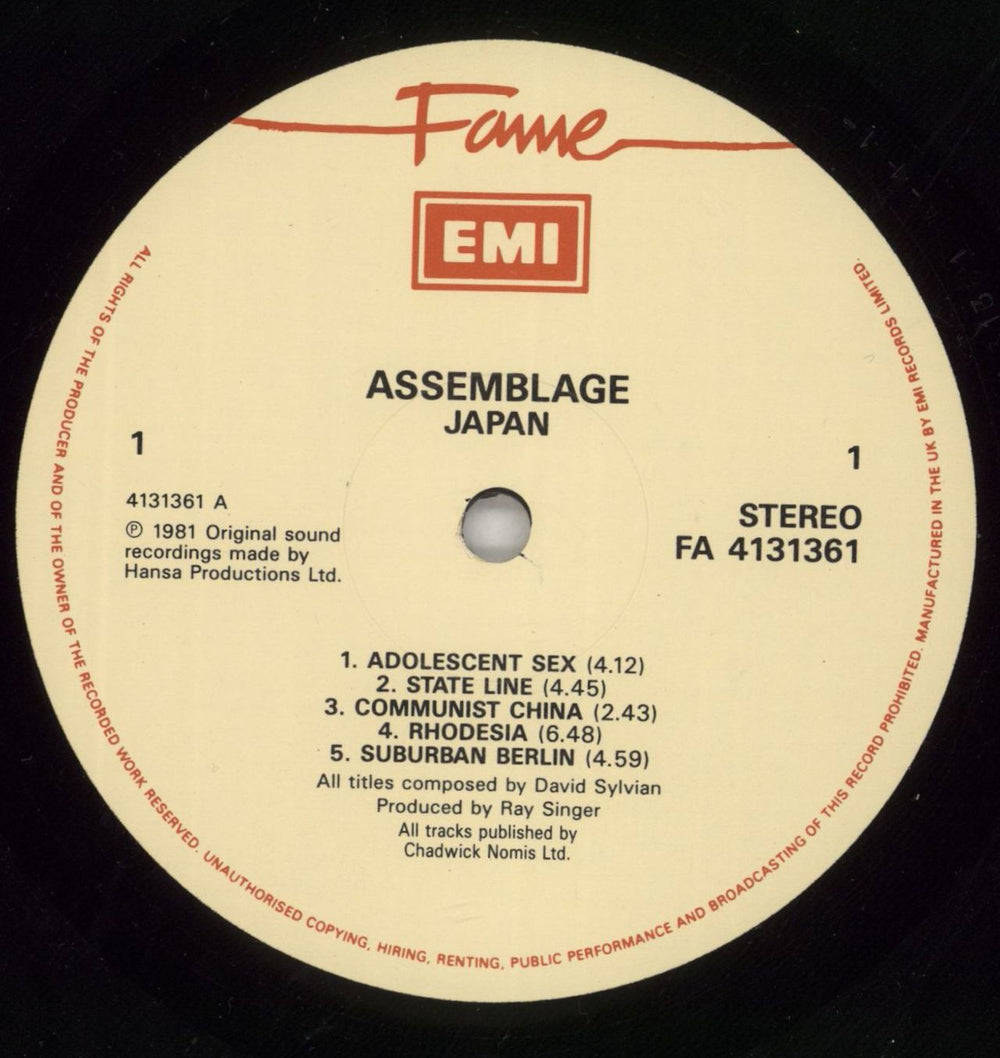 Fame
EMI
ASSEMBLAGE
JAPAN
1
4131361 A
℗ 1981 Original sound
recordings made by
Hansa Productions Ltd.
1
STEREO
FA 4131361
1. ADOLESCENT SEX (4.12)
2. STATE LINE (4.45)
3. COMMUNIST CHINA (2.43)
4. RHODESIA (6.48)
5. SUBURBAN BERLIN (4.59)
All titles composed by David Sylvian
Produced by Ray Singer
All tracks published by
Chadwick Nomis Ltd.
ALL RIGHTS OF THE PRODUCER AND OF THE OWNER OF THE RECORDED WORK RESERVED. UNAUTHORISED COPYING, HIRING, RENTING, PUBLIC PERFORMANCE AND BROADCASTING OF THIS RECORD PROHIBITED. MANUFACTURED IN THE UK BY EMI RECORDS LIMITED.